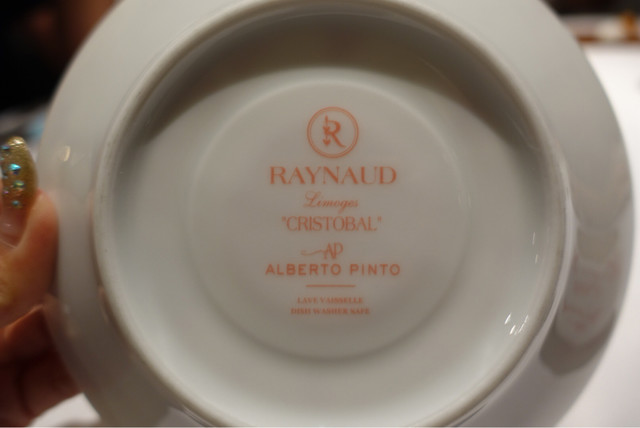 R
RAYNAUD
Limoges
"CRISTOBAL"
AP
ALBERTO PINTO
LAVE VAISSELLE
DISH WASHER SAFE